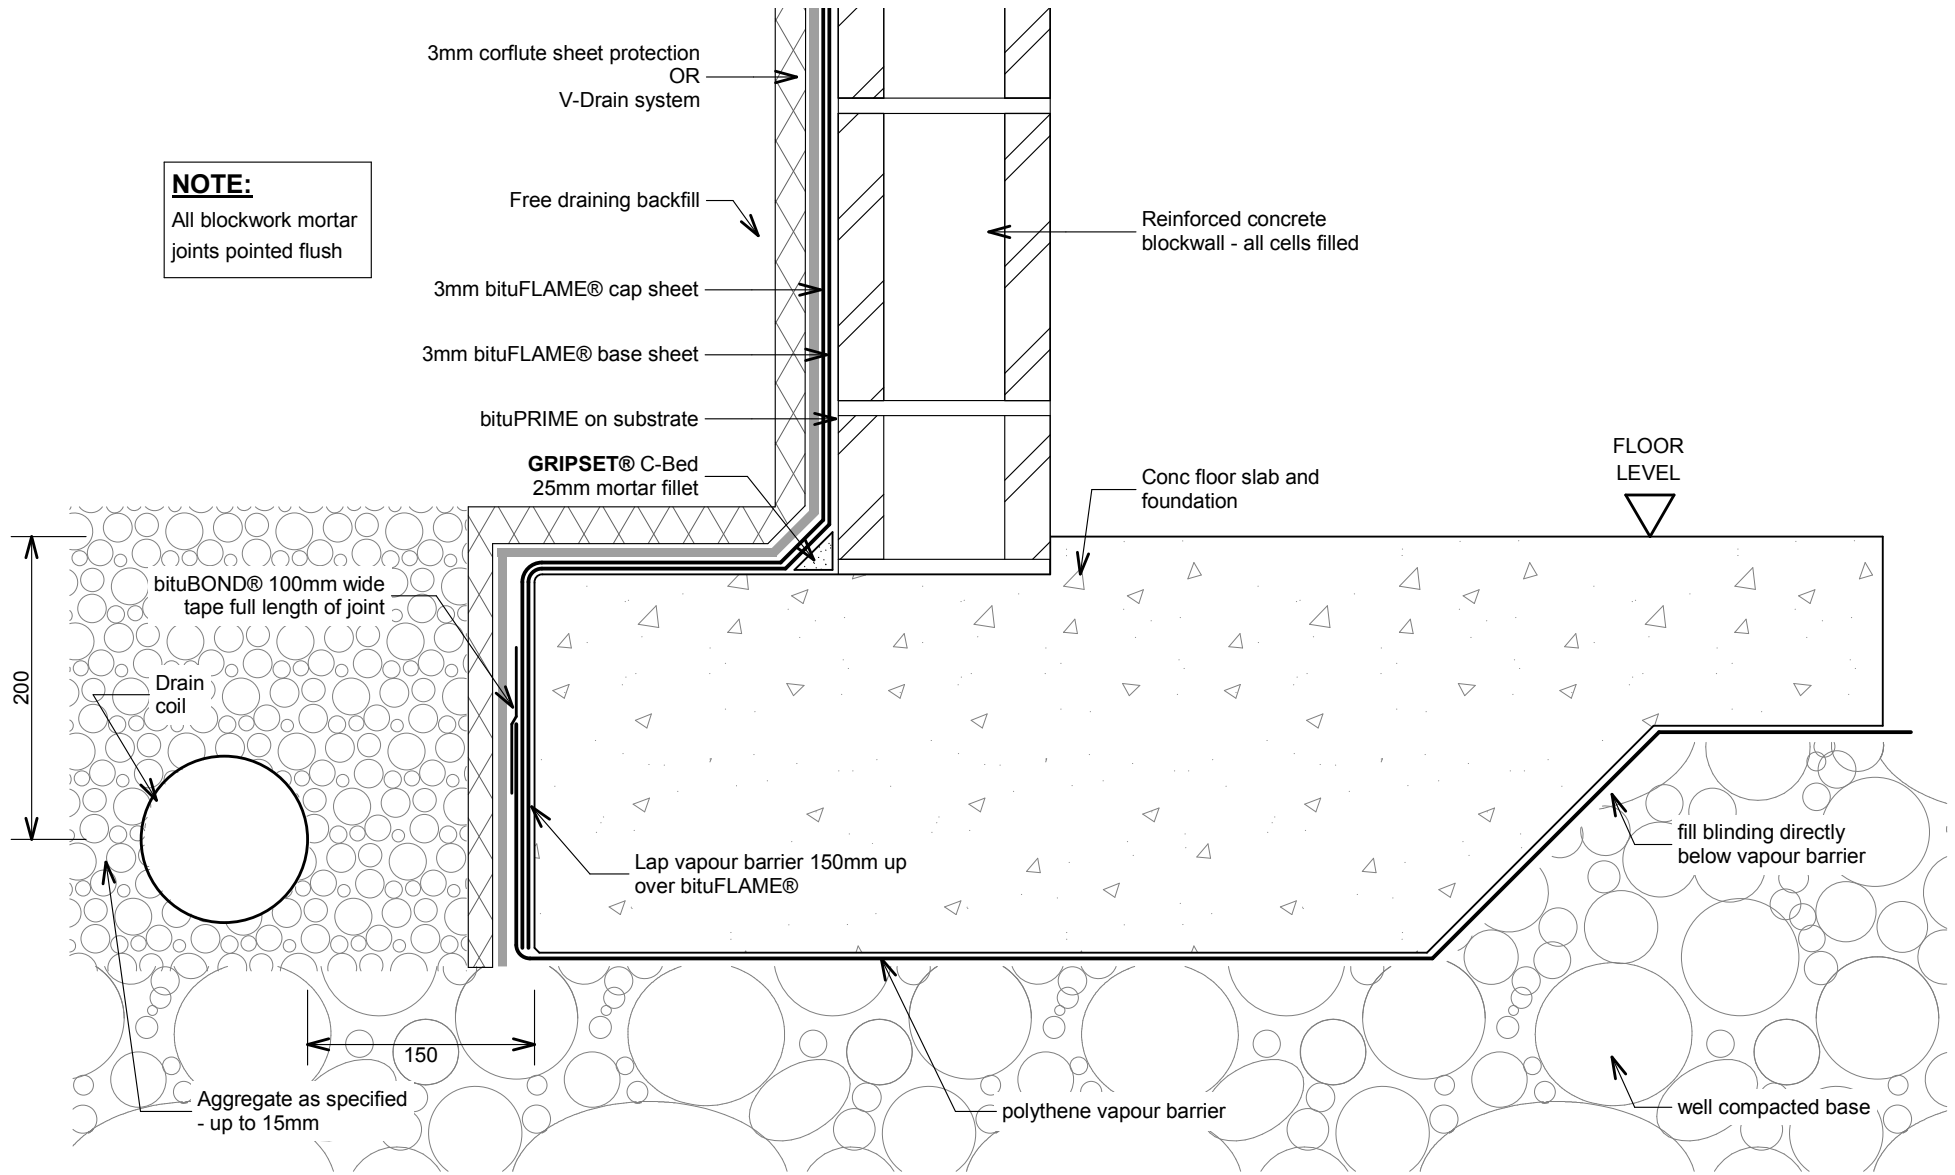 3mm corflute sheet protection
OR
V-Drain system
NOTE:
All blockwork mortar
joints pointed flush
Free draining backfill
Reinforced concrete
blockwall - all cells filled
3mm bituFLAME® cap sheet
3mm bituFLAME® base sheet
bituPRIME on substrate
GRIPSET® C-Bed
25mm mortar fillet
Conc floor slab and
foundation
FLOOR
LEVEL
bituBOND® 100mm wide
tape full length of joint
200
Drain
coil
Lap vapour barrier 150mm up
over bituFLAME®
fill blinding directly
below vapour barrier
150
Aggregate as specified
- up to 15mm
polythene vapour barrier
well compacted base